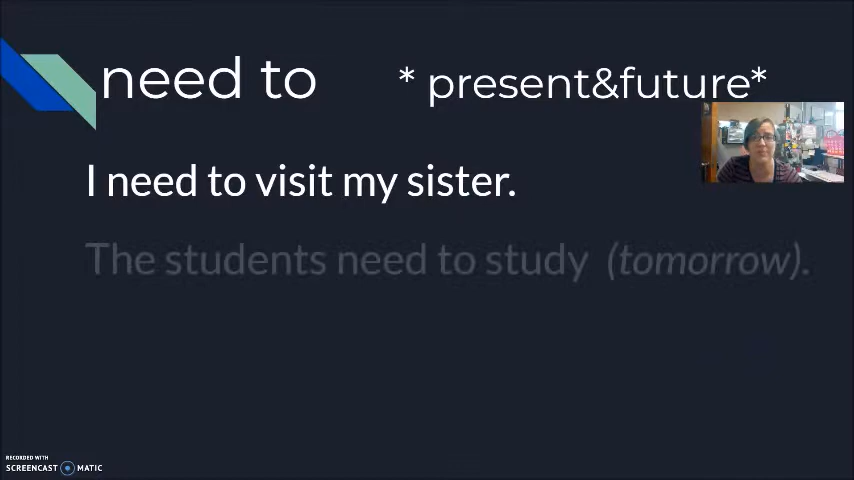 need to * present&future*
I need to visit my sister.
The students need to study (tomorrow).
RECORDED WITH
SCREENCAST MATIC